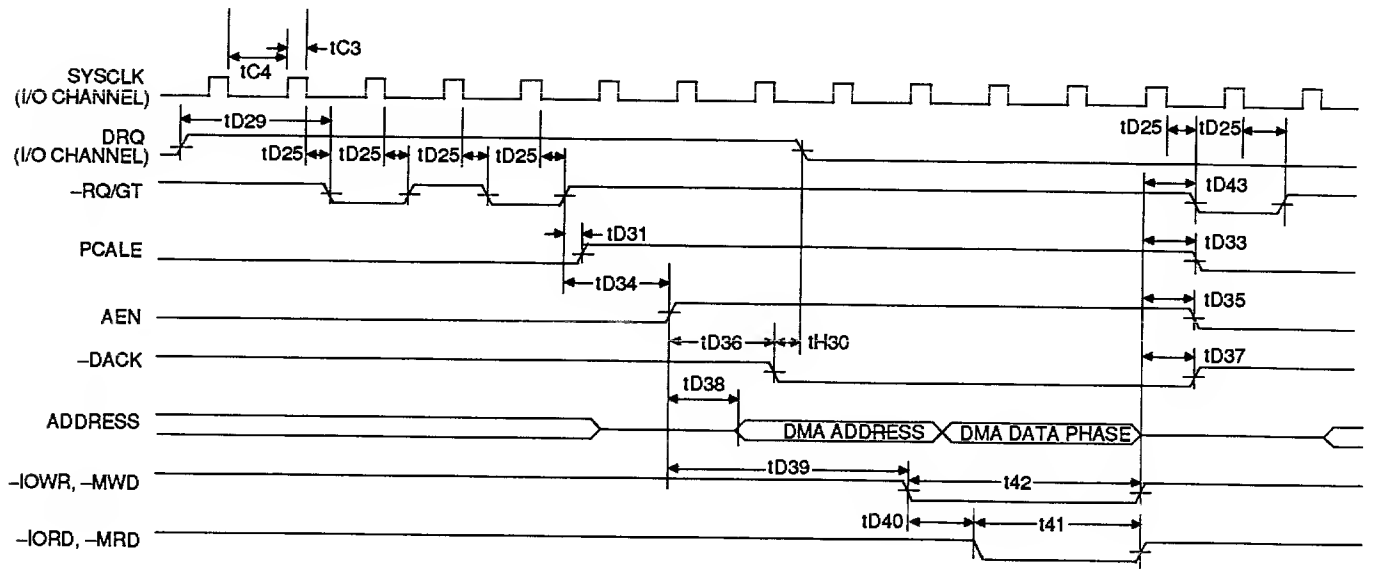 tC3
tC4
SYSCLK
(I/O CHANNEL)
tD29
DRQ
(I/O CHANNEL)
tD25 tD25 tD25 tD25
tD25 tD25
–RQ/GT
tD43
tD31
PCALE
tD33
tD34
AEN
tD35
tD36 tH30
–DACK
tD37
tD38
ADDRESS
DMA ADDRESS DMA DATA PHASE
tD39
–IOWR, –MWD
t42
tD40 t41
–IORD, –MRD